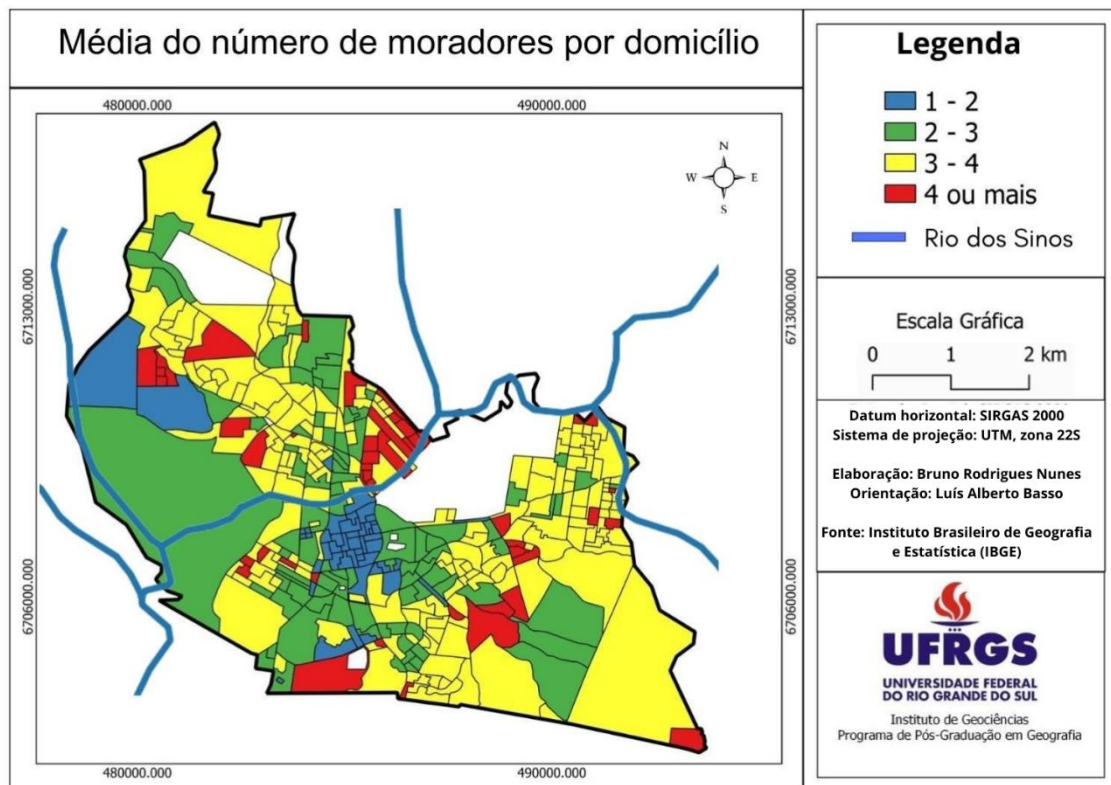 Média do número de moradores por domicílio
480000.000
490000.000
N
W
E
S
6713000.000
6713000.000
6706000.000
6706000.000
480000.000
490000.000
Legenda
1 - 2
2 - 3
3 - 4
4 ou mais
Rio dos Sinos
Escala Gráfica
0 1 2 km
Datum horizontal: SIRGAS 2000
Sistema de projeção: UTM, zona 22S
Elaboração: Bruno Rodrigues Nunes
Orientação: Luís Alberto Basso
Fonte: Instituto Brasileiro de Geografia
e Estatística (IBGE)
UFRGS
UNIVERSIDADE FEDERAL
DO RIO GRANDE DO SUL
Instituto de Geociências
Programa de Pós-Graduação em Geografia